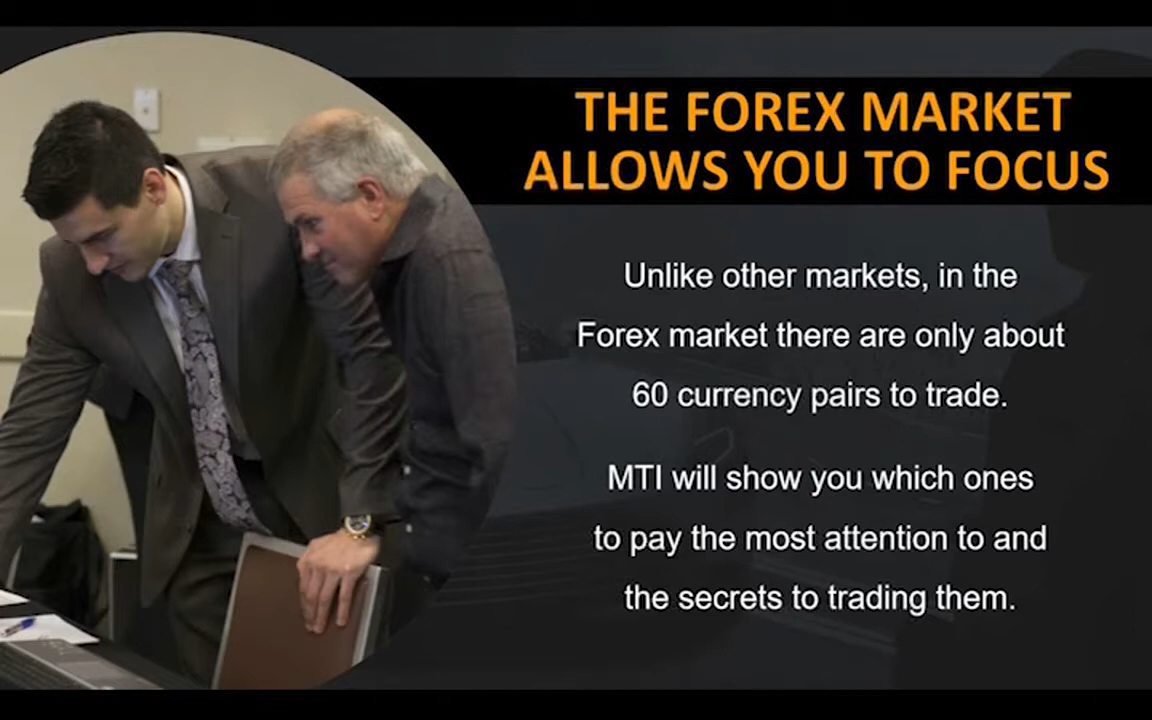 THE FOREX MARKET
ALLOWS YOU TO FOCUS
Unlike other markets, in the
Forex market there are only about
60 currency pairs to trade.
MTI will show you which ones
to pay the most attention to and
the secrets to trading them.